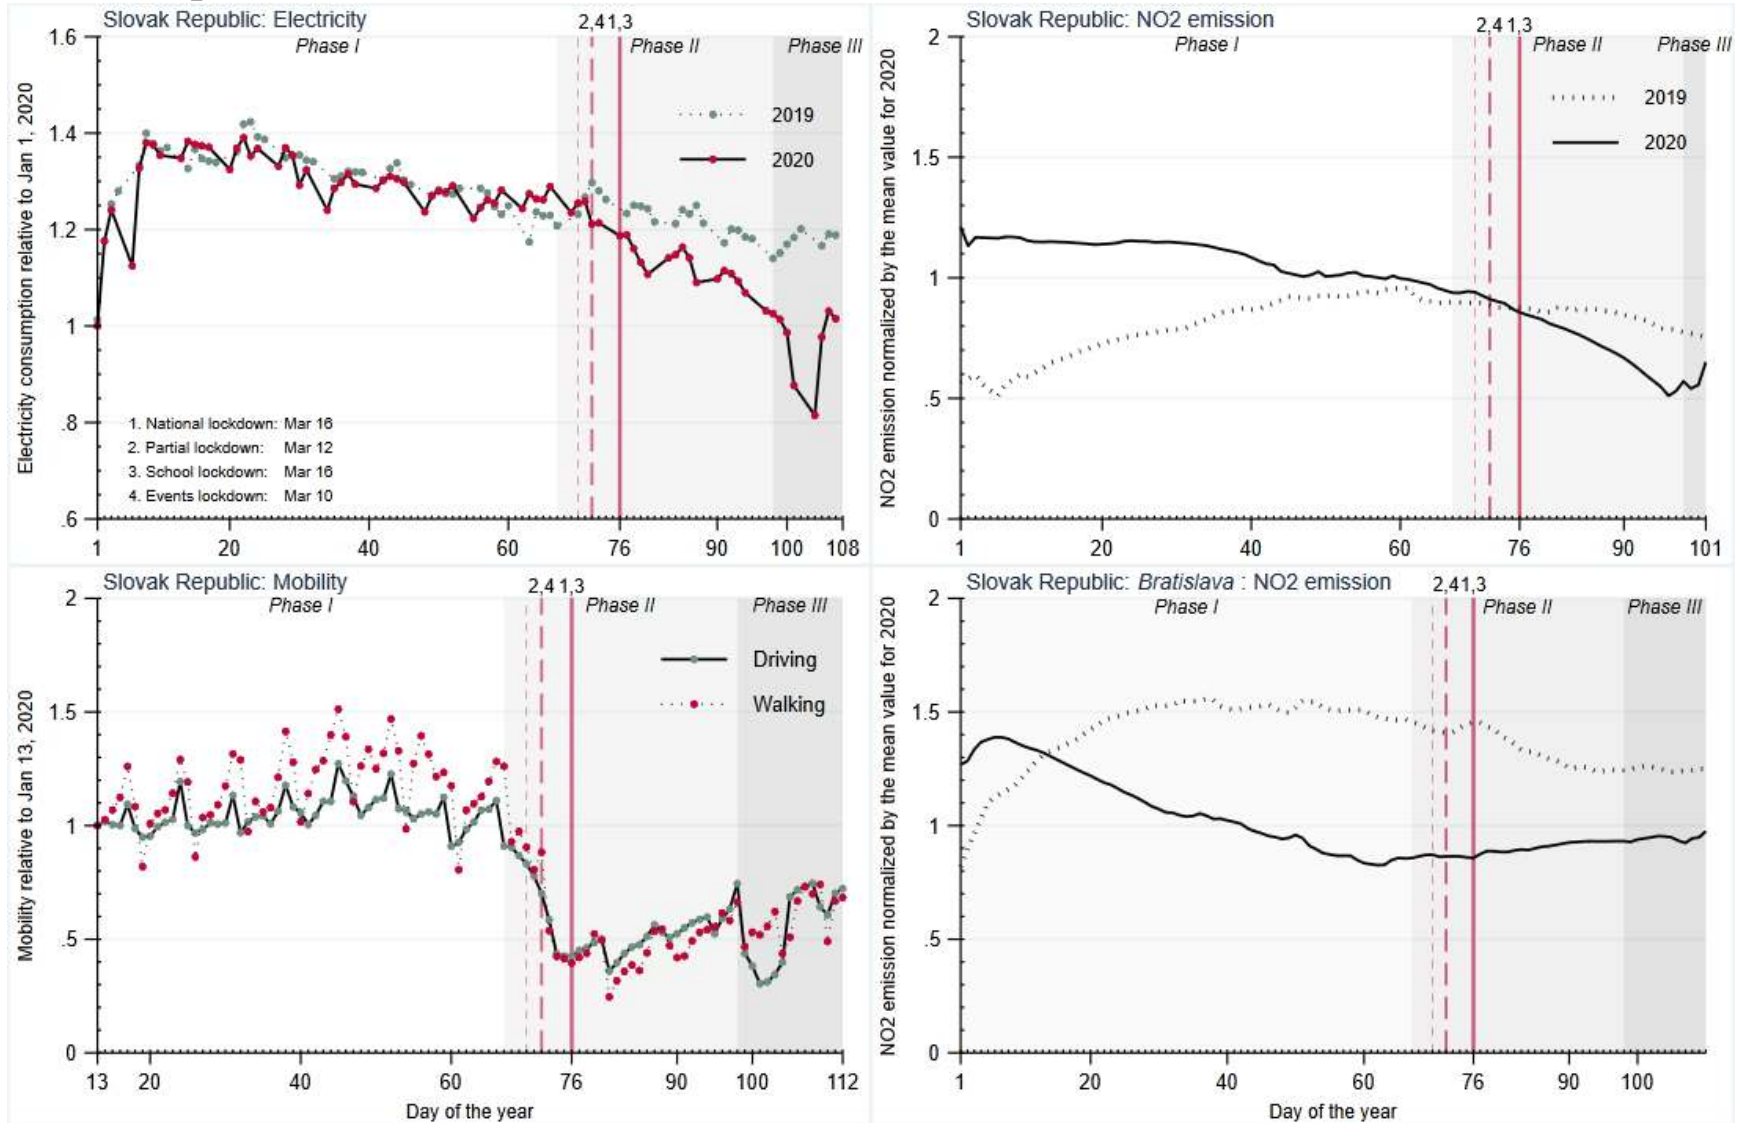 Slovak Republic: Electricity
2,4 1,3
Phase I
Phase II
Phase III
2019
2020
Electricity consumption relative to Jan 1, 2020
1.6
1.4
1.2
1
.8
.6
1. National lockdown: Mar 16
2. Partial lockdown: Mar 12
3. School lockdown: Mar 16
4. Events lockdown: Mar 10
1 20 40 60 76 90 100 108
Slovak Republic: NO2 emission
2,4 1,3
Phase I
Phase II
Phase III
2019
2020
NO2 emission normalized by the mean value for 2020
2
1.5
1
.5
0
1 20 40 60 76 90 101
Slovak Republic: Mobility
2,4 1,3
Phase I
Phase II
Phase III
Driving
Walking
Mobility relative to Jan 13, 2020
2
1.5
1
.5
0
13 20 40 60 76 90 100 112
Day of the year
Slovak Republic: Bratislava : NO2 emission
2,4 1,3
Phase I
Phase II
Phase III
NO2 emission normalized by the mean value for 2020
2
1.5
1
.5
0
1 20 40 60 76 90 100
Day of the year